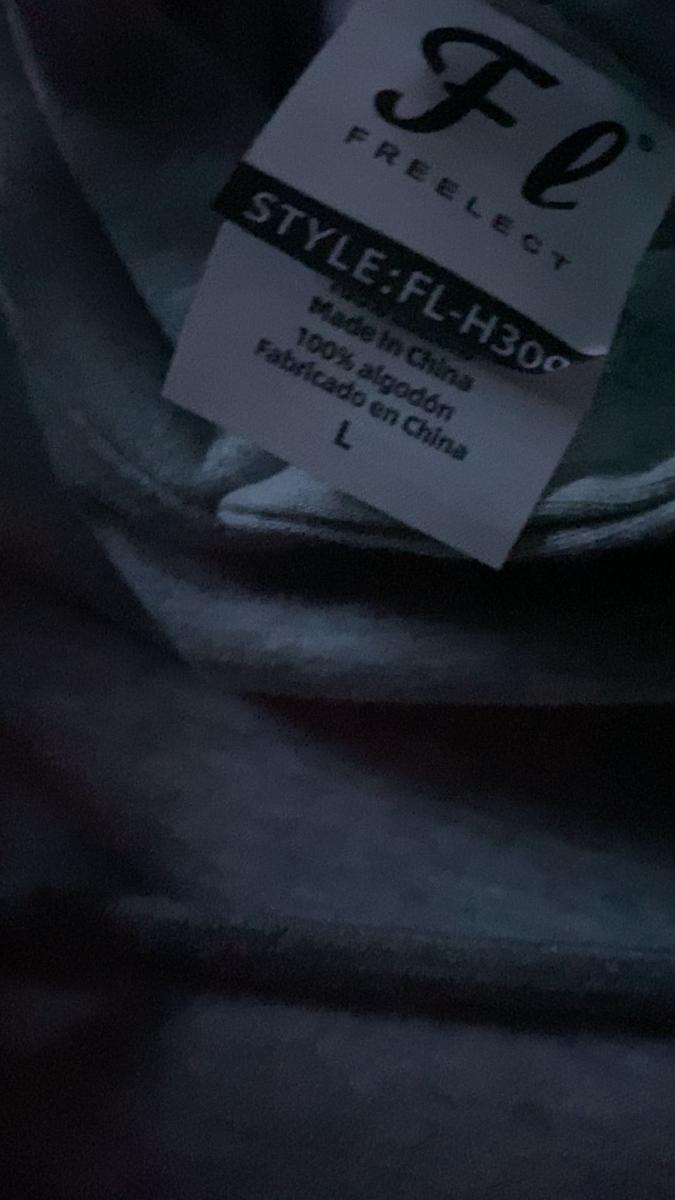 Fl®
FREELECT
STYLE:FL-H309
Made in China
100% algodón
Fabricado en China
L